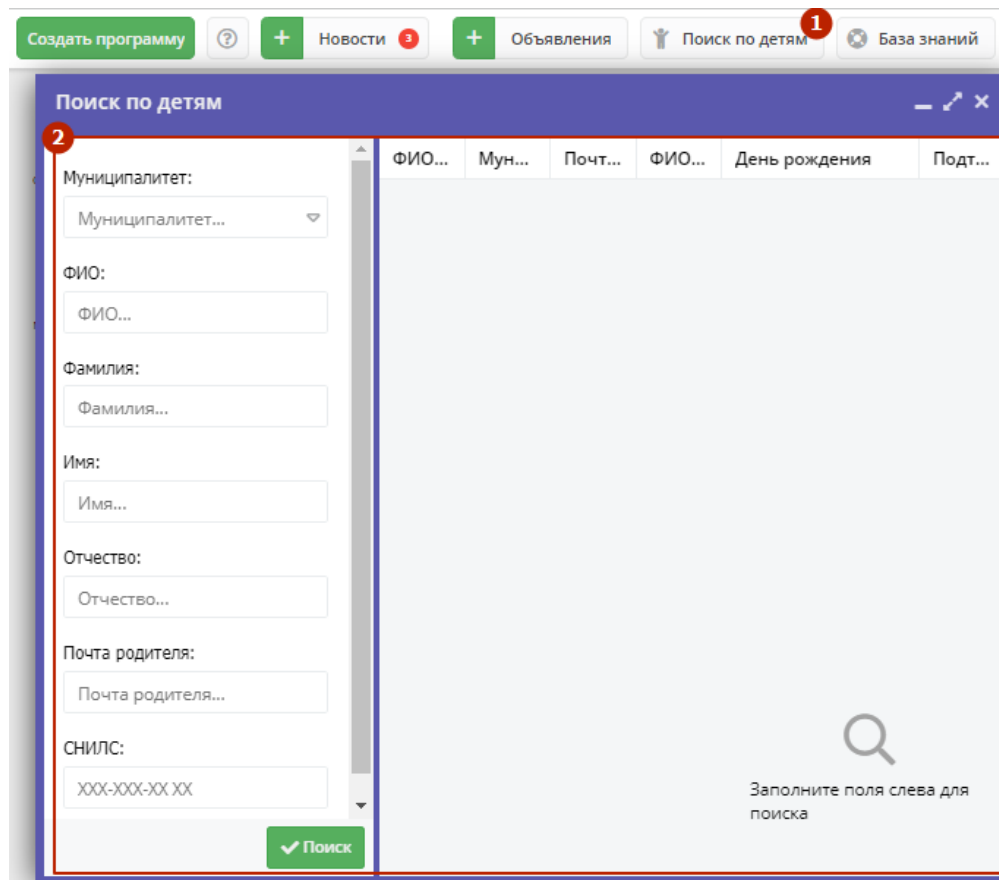 Создать программу ? + Новости 3 + Объявления Поиск по детям 1 База знаний
Поиск по детям
2
ФИО... Мун... Почт... ФИО... День рождения Подт...
Муниципалитет:
Муниципалитет...
ФИО:
ФИО...
Фамилия:
Фамилия...
Имя:
Имя...
Отчество:
Отчество...
Почта родителя:
Почта родителя...
СНИЛС:
XXX-XXX-XX XX
Поиск
Заполните поля слева для
поиска